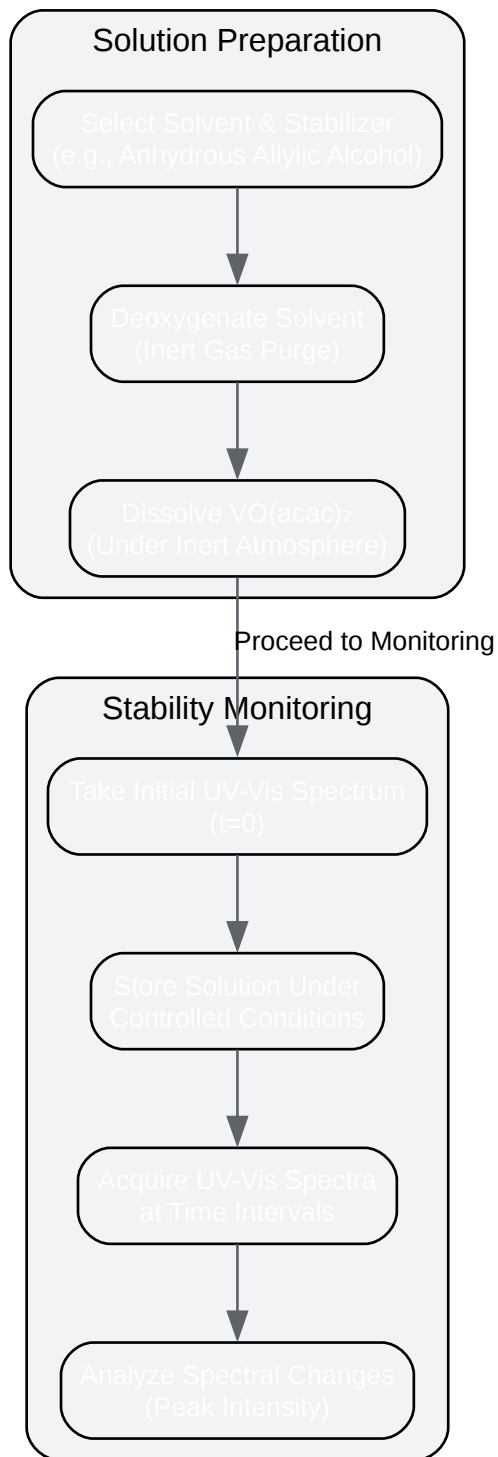 Solution Preparation
Select Solvent & Stabilizer
(e.g., Anhydrous Allylic Alcohol)
Deoxygenate Solvent
(Inert Gas Purge)
Dissolve VO(acac)₂
(Under Inert Atmosphere)
Proceed to Monitoring
Stability Monitoring
Take Initial UV-Vis Spectrum
(t=0)
Store Solution Under
Controlled Conditions
Acquire UV-Vis Spectra
at Time Intervals
Analyze Spectral Changes
(Peak Intensity)